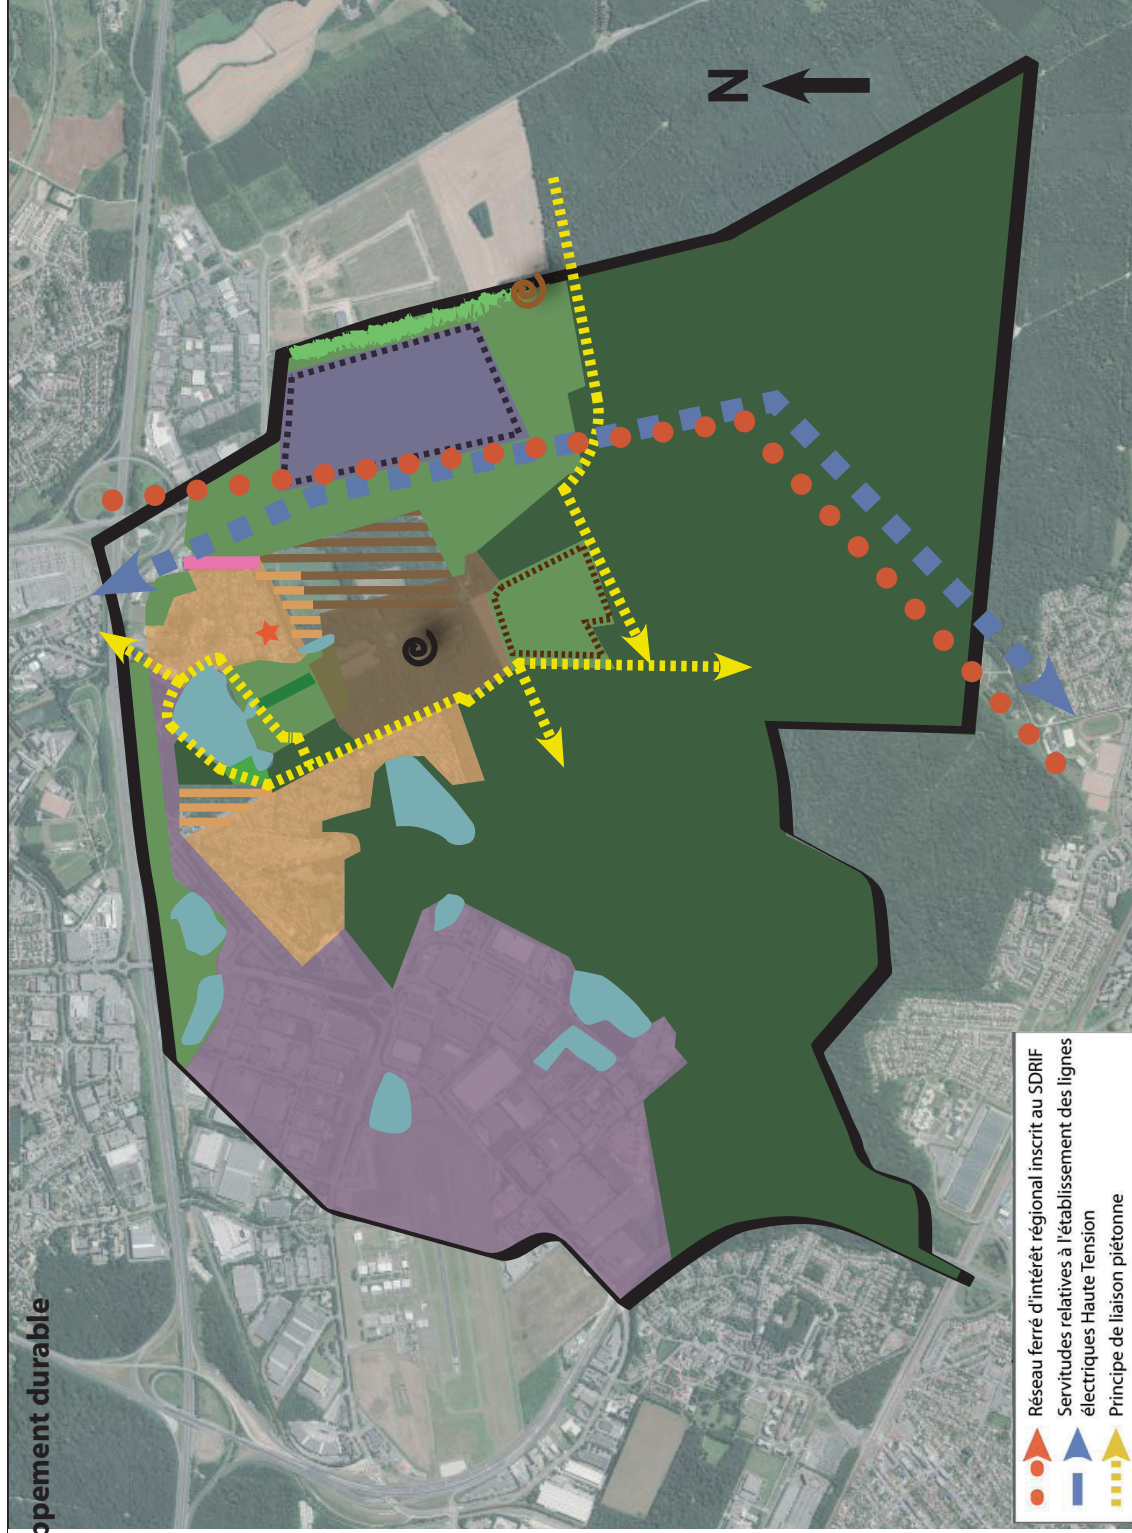 opement durable
N
Réseau ferré d'intérêt régional inscrit au SDRIF
Servitudes relatives à l'établissement des lignes
électriques Haute Tension
Principe de liaison piétonne